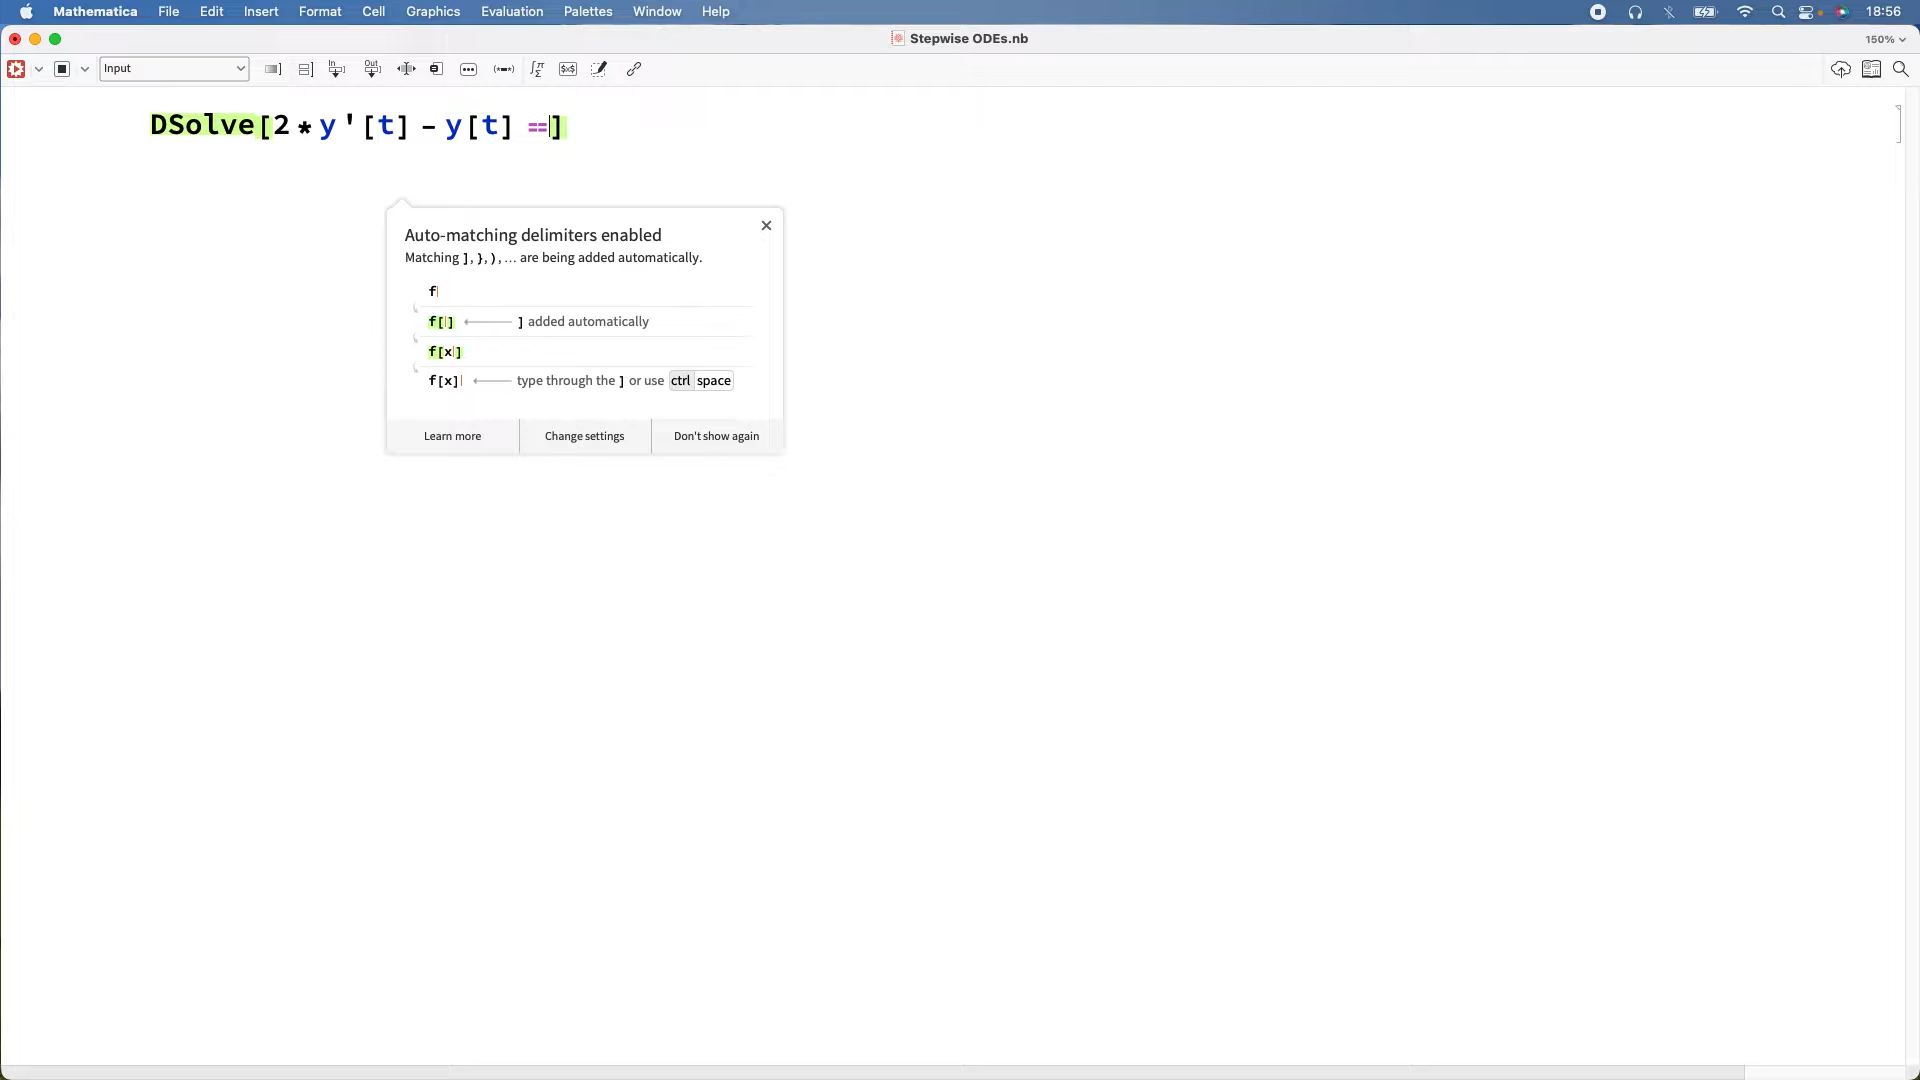 Mathematica File Edit Insert Format Cell Graphics Evaluation Palettes Window Help 18:56
Stepwise ODEs.nb 150%
Input In Out $x$
DSolve[2*y'[t] - y[t] ==]
Auto-matching delimiters enabled
Matching ], }, ), ... are being added automatically.
f
f[] ] added automatically
f[x]
f[x] type through the ] or use ctrl space
Learn more Change settings Don't show again